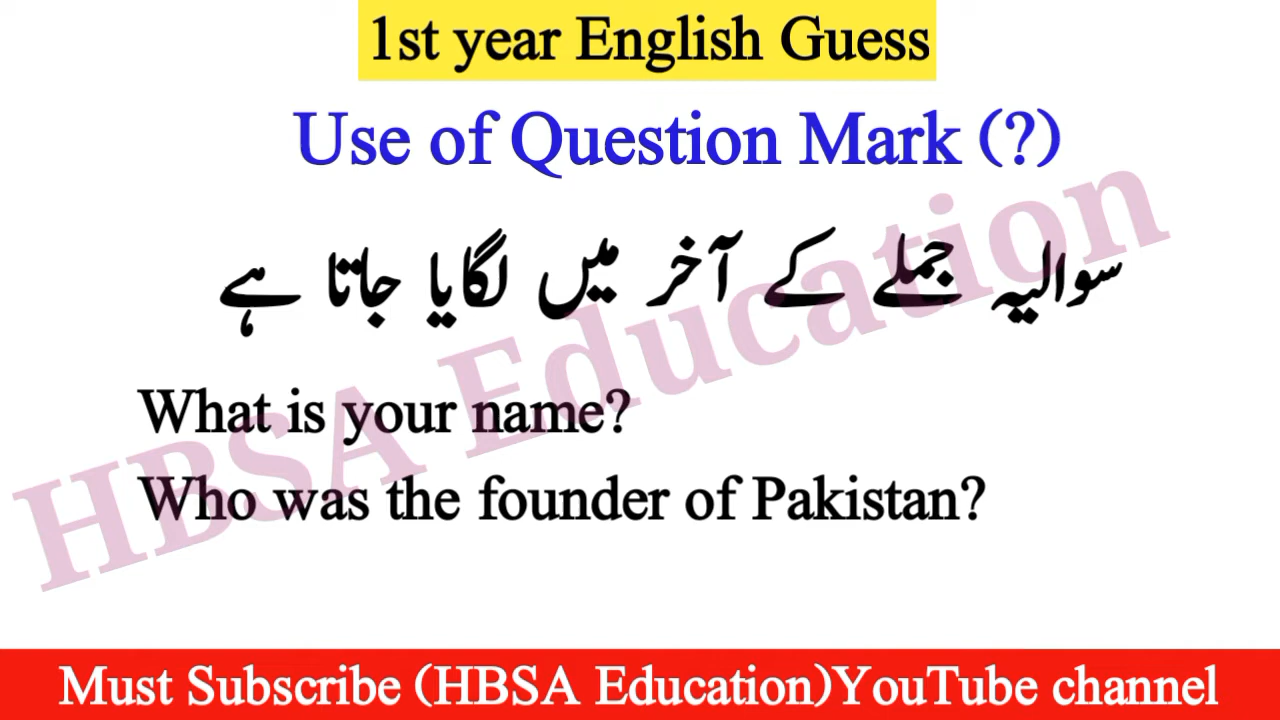 1st year English Guess
Use of Question Mark (?)
سوالیہ جملے کے آخر میں لگایا جاتا ہے
What is your name?
Who was the founder of Pakistan?
HBSA Education
Must Subscribe (HBSA Education)YouTube channel